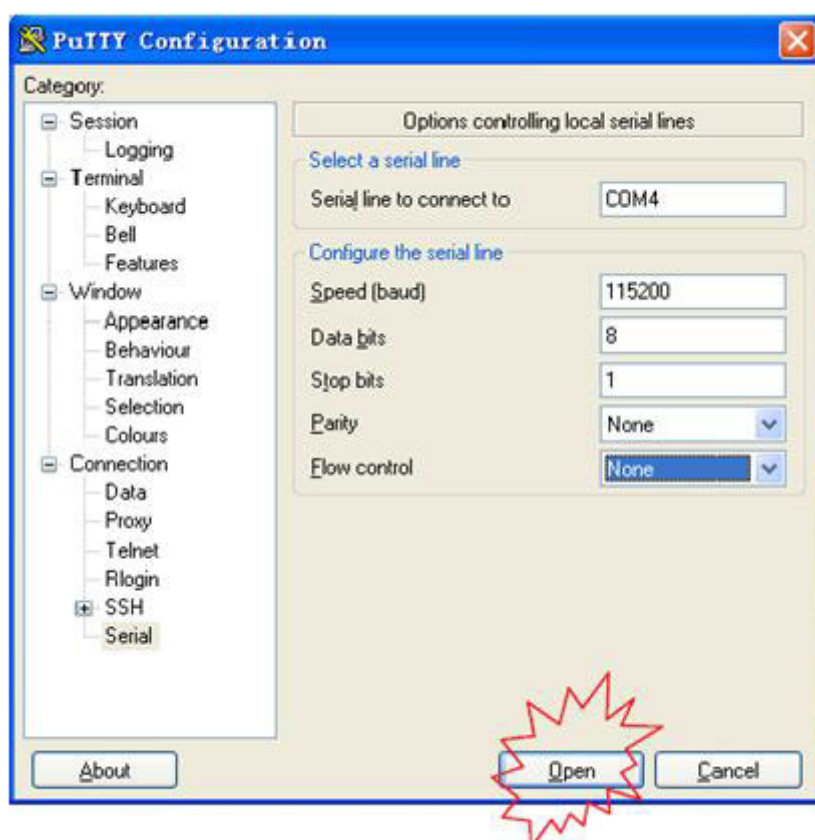 PuTTY Configuration
Category:
Session
Logging
Terminal
Keyboard
Bell
Features
Window
Appearance
Behaviour
Translation
Selection
Colours
Connection
Data
Proxy
Telnet
Rlogin
SSH
Serial
Options controlling local serial lines
Select a serial line
Serial line to connect to COM4
Configure the serial line
Speed (baud) 115200
Data bits 8
Stop bits 1
Parity None
Flow control None
About Open Cancel